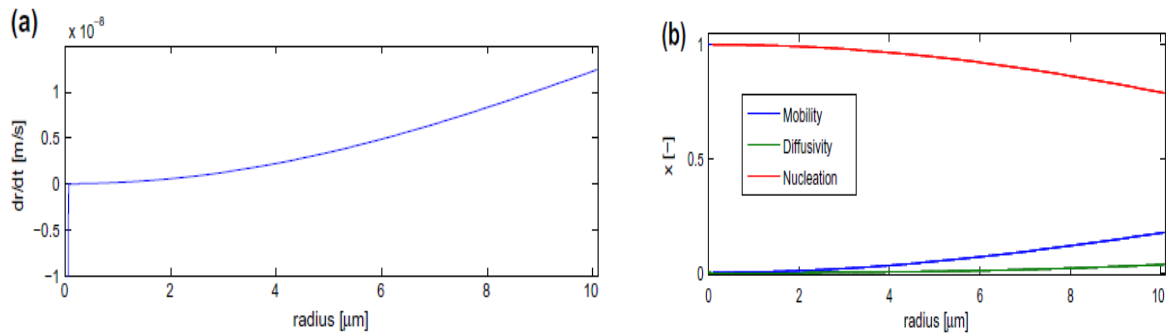 (a)
x 10⁻⁸
1
0.5
0
−0.5
−1
dr/dt [m/s]
0 2 4 6 8 10
radius [μm]
(b)
1
0.5
0
x [-]
Mobility
Diffusivity
Nucleation
0 2 4 6 8 10
radius [μm]